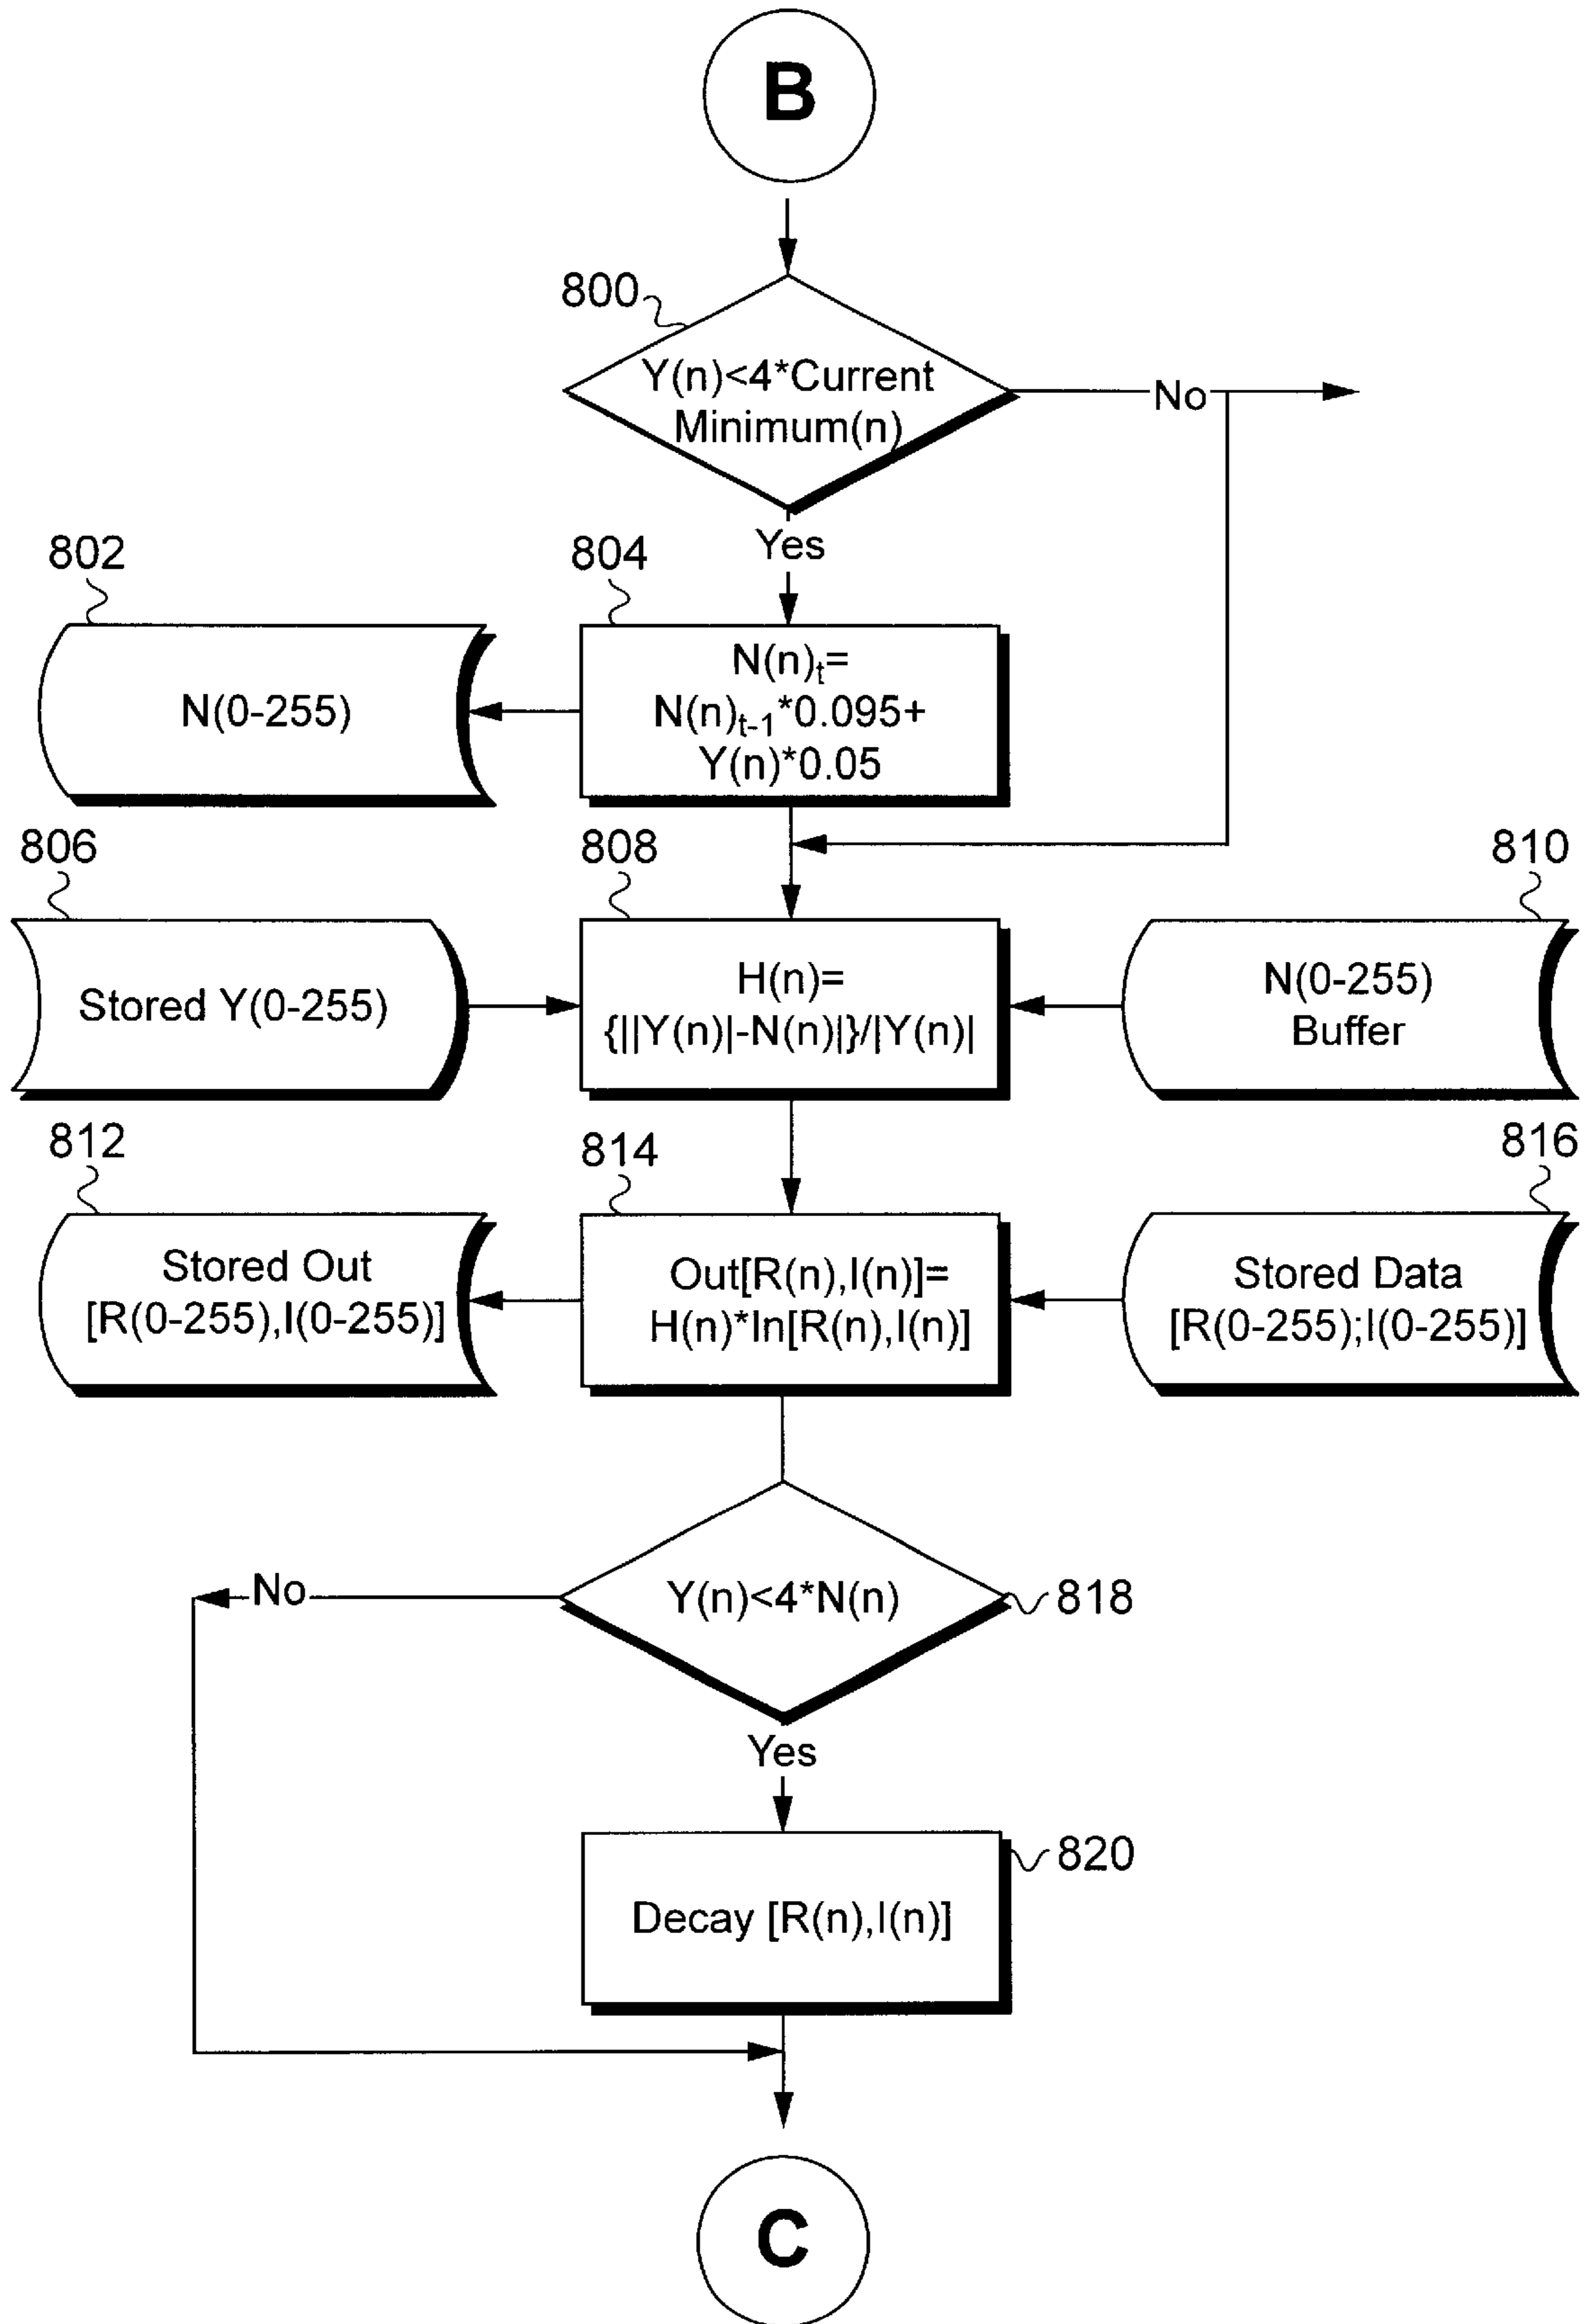 B
800
Y(n)<4*Current
Minimum(n)
No
Yes
802
804
N(0-255)
N(n)t=
N(n)t-1*0.095+
Y(n)*0.05
806
808
810
Stored Y(0-255)
H(n)=
{||Y(n)|-N(n)|}/|Y(n)|
N(0-255)
Buffer
812
814
816
Stored Out
[R(0-255),I(0-255)]
Out[R(n),I(n)]=
H(n)*In[R(n),I(n)]
Stored Data
[R(0-255);I(0-255)]
No
Y(n)<4*N(n)
818
Yes
820
Decay [R(n),I(n)]
C